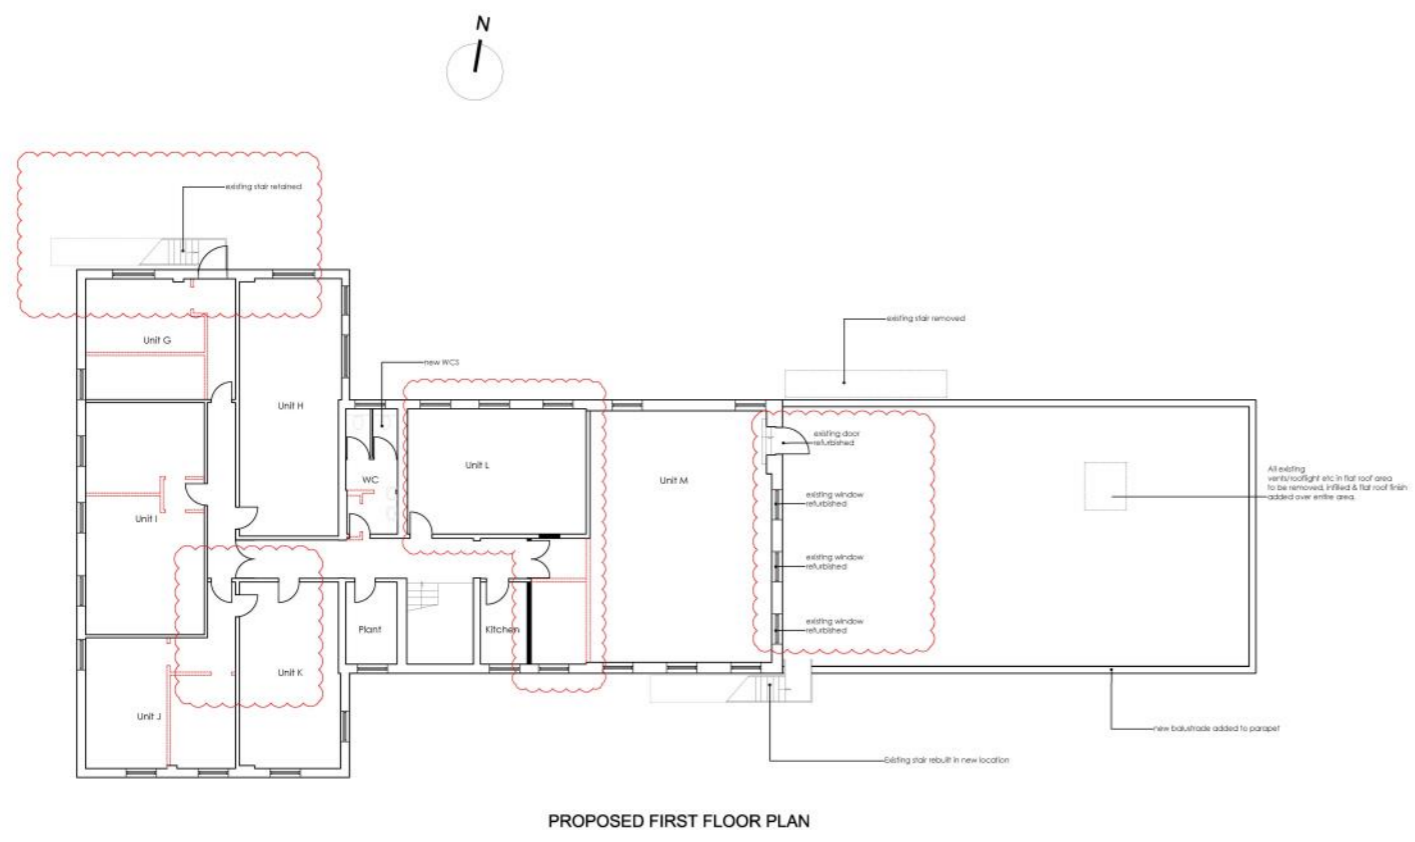 N
existing stair retained
existing stair removed
Unit G
new WCS
Unit H
existing door
refurbished
Unit L
WC
Unit M
All existing
vents/rooflight etc in flat roof area
to be removed, infilled & flat roof finish
added over entire area.
existing window
refurbished
Unit I
existing window
refurbished
existing window
refurbished
Plant
Kitchen
Unit K
Unit J
new balustrade added to parapet
Existing stair rebuilt in new location
PROPOSED FIRST FLOOR PLAN